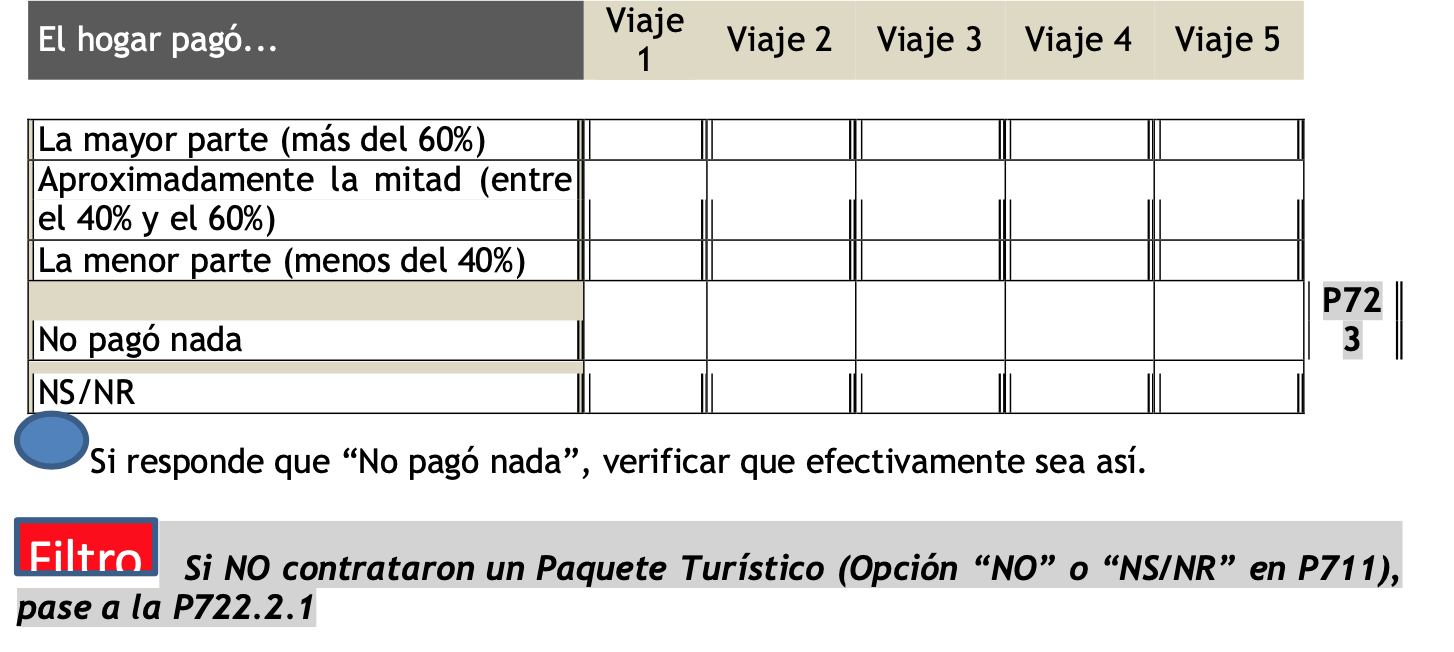 El hogar pagó... Viaje 1 Viaje 2 Viaje 3 Viaje 4 Viaje 5
La mayor parte (más del 60%)
Aproximadamente la mitad (entre
el 40% y el 60%)
La menor parte (menos del 40%)
No pagó nada P72
3
NS/NR
Si responde que “No pagó nada”, verificar que efectivamente sea así.
Filtro Si NO contrataron un Paquete Turístico (Opción “NO” o “NS/NR” en P711),
pase a la P722.2.1